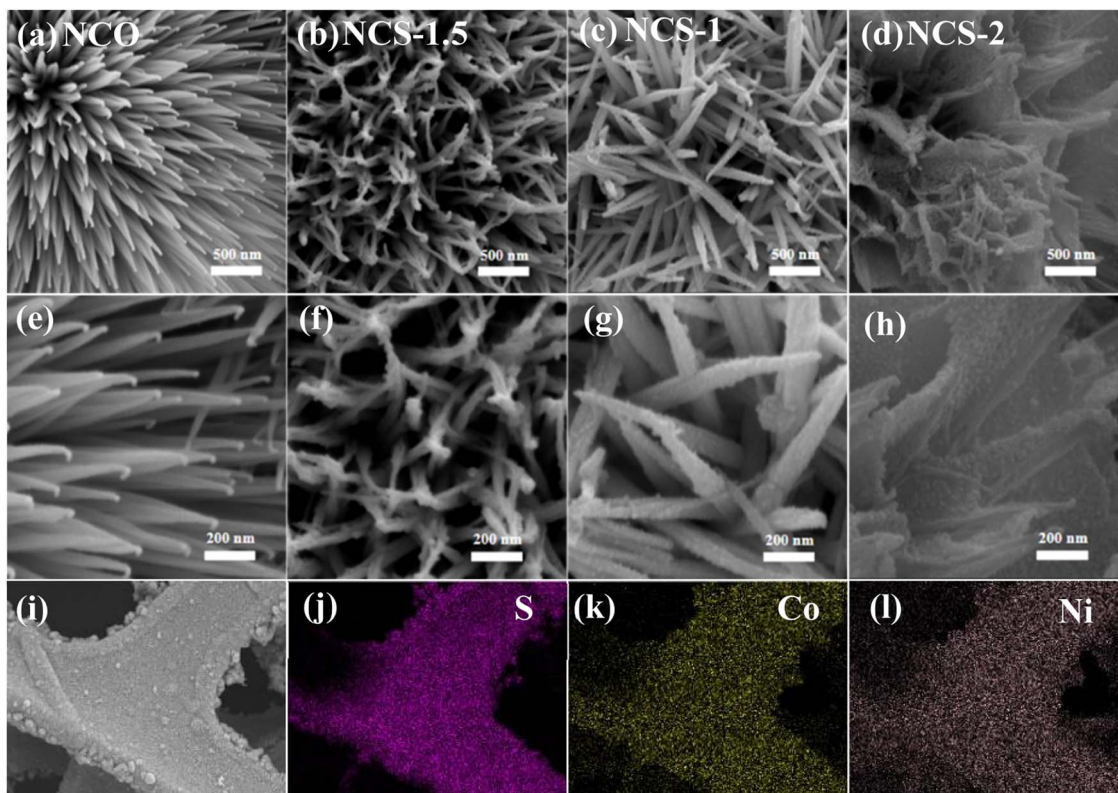 (a) NCO
(b) NCS-1.5
(c) NCS-1
(d) NCS-2
500 nm
500 nm
500 nm
500 nm
(e)
(f)
(g)
(h)
200 nm
200 nm
200 nm
200 nm
(i)
(j) S
(k) Co
(l) Ni